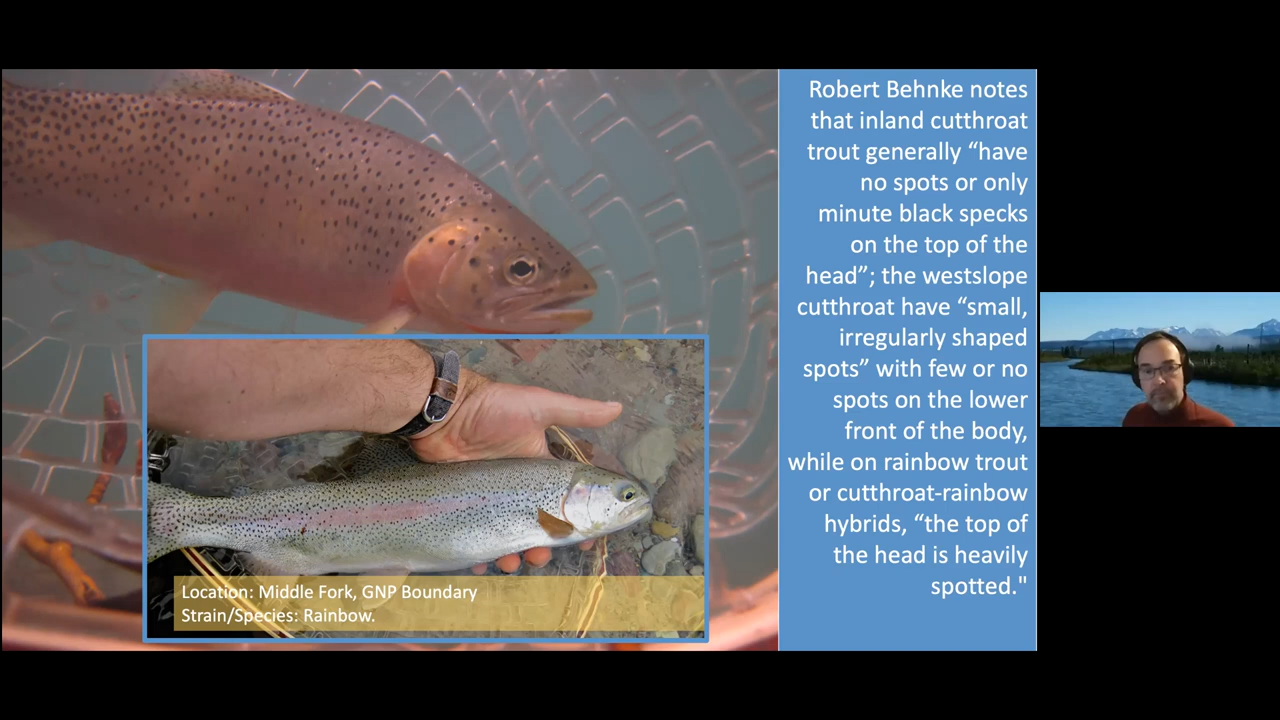 Robert Behnke notes
that inland cutthroat
trout generally “have
no spots or only
minute black specks
on the top of the
head”; the westslope
cutthroat have “small,
irregularly shaped
spots” with few or no
spots on the lower
front of the body,
while on rainbow trout
or cutthroat-rainbow
hybrids, “the top of
the head is heavily
spotted."
Location: Middle Fork, GNP Boundary
Strain/Species: Rainbow.